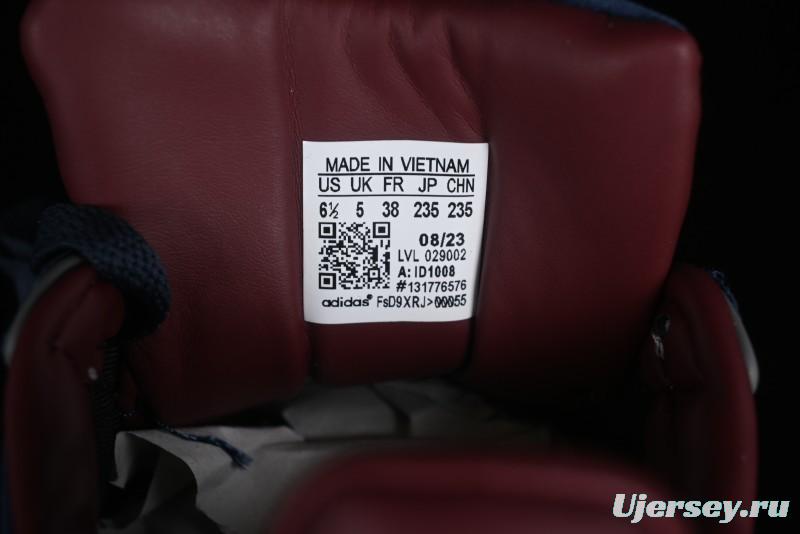 MADE IN VIETNAM
US UK FR JP CHN
6½ 5 38 235 235
08/23
LVL 029002
A: ID1008
#131776576
adidas® FsD9XRJ>00055
Ujersey.ru